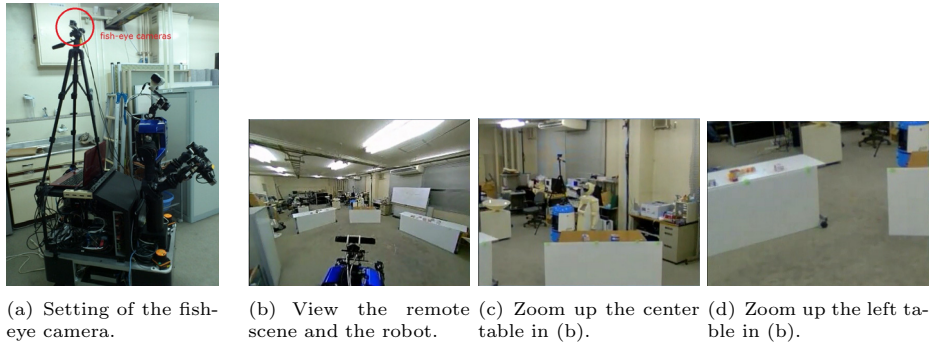 fish-eye cameras
(a) Setting of the fish-
eye camera.
(b) View the remote
scene and the robot.
(c) Zoom up the center
table in (b).
(d) Zoom up the left ta-
ble in (b).